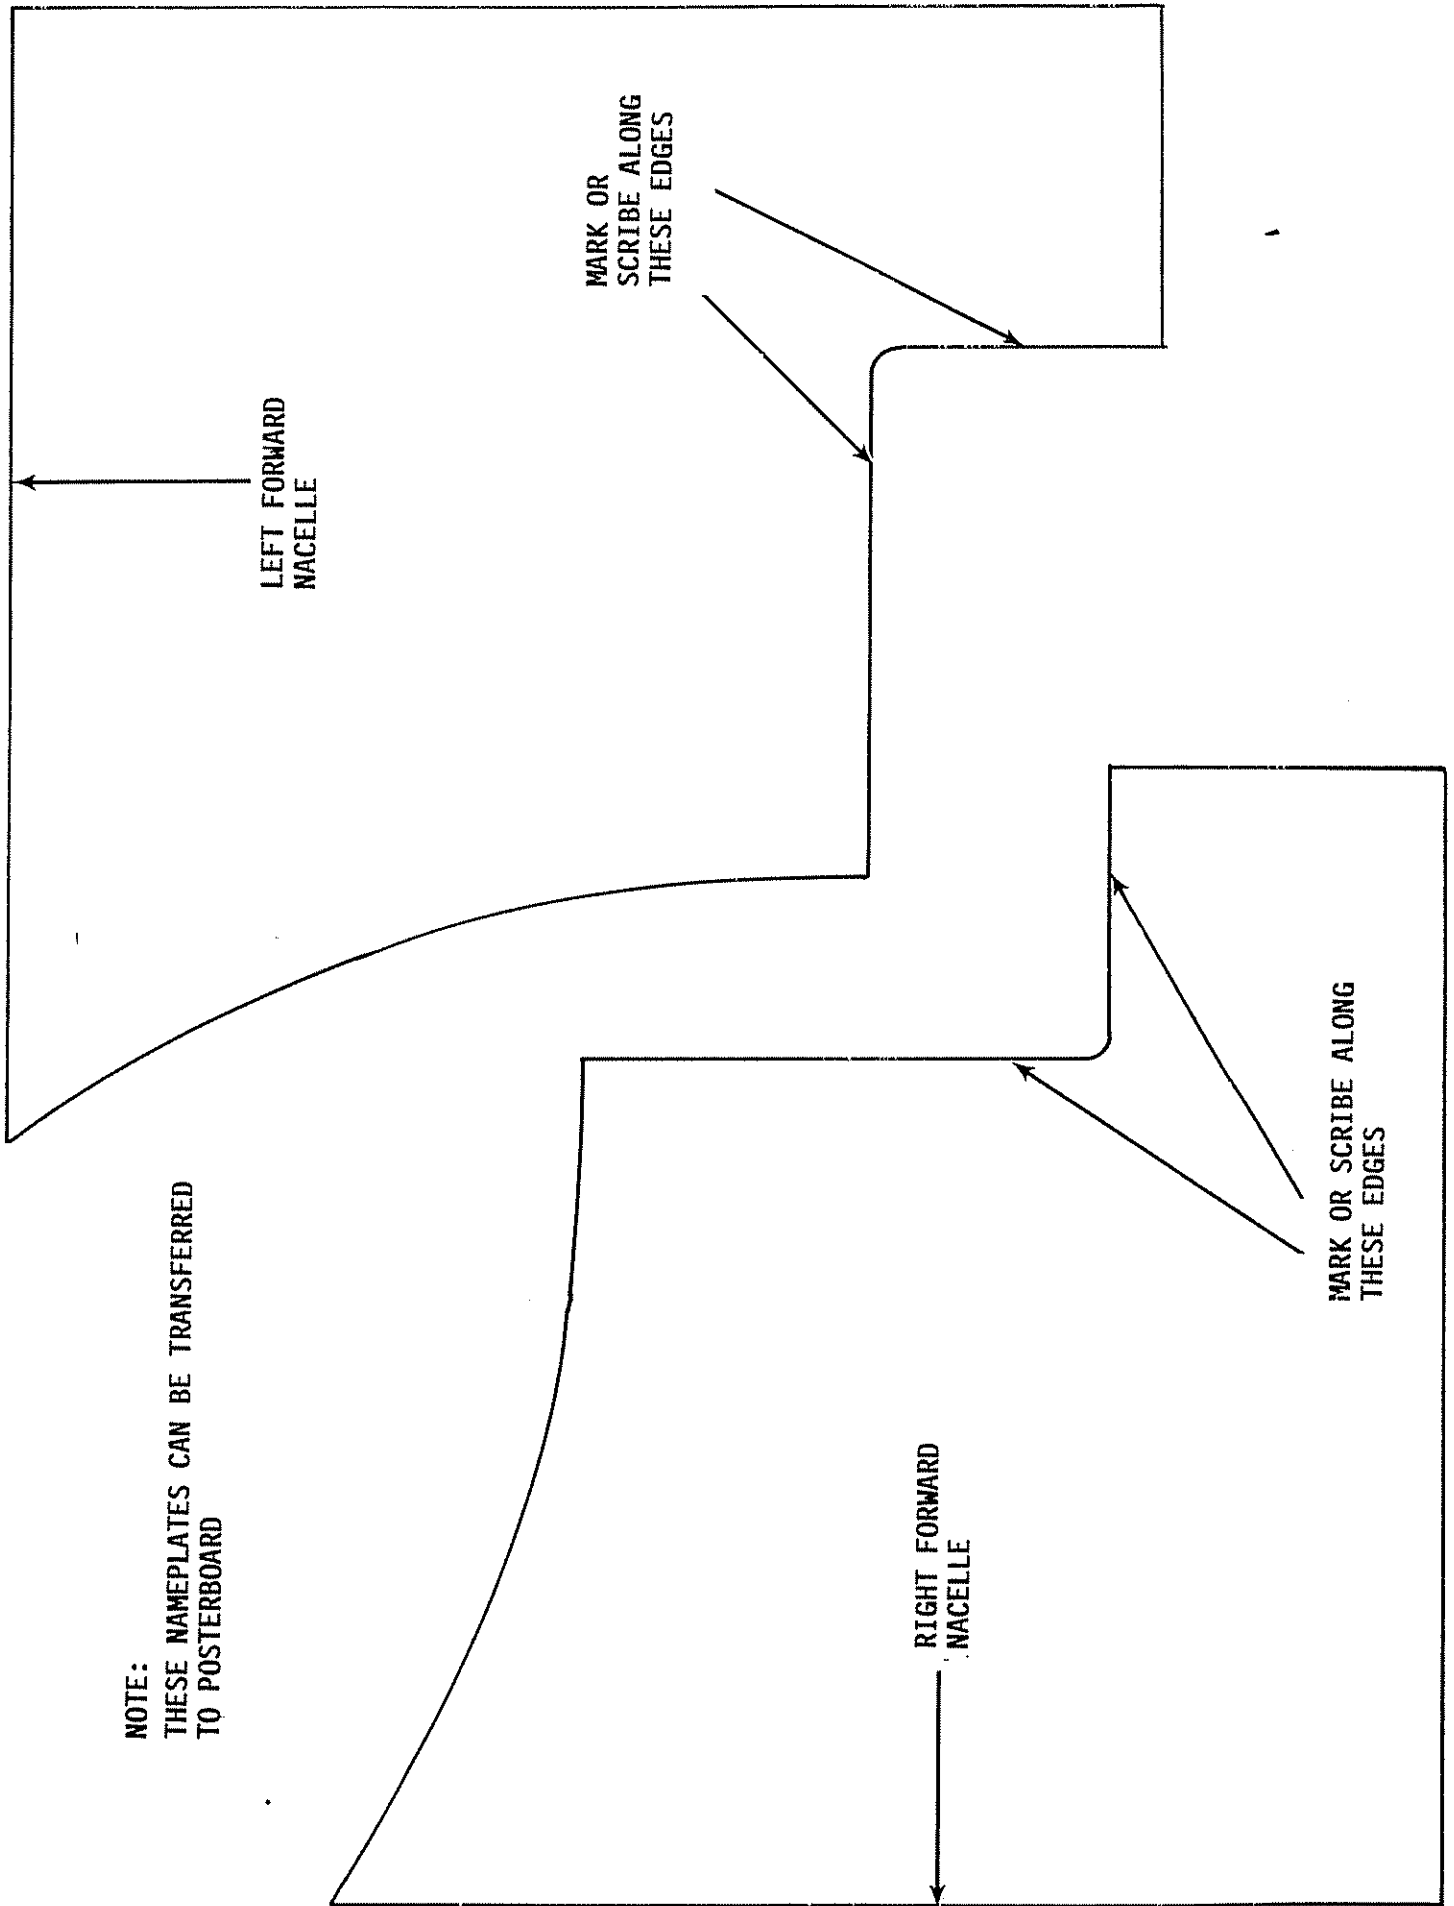 NOTE:
THESE NAMEPLATES CAN BE TRANSFERRED
TO POSTERBOARD
LEFT FORWARD
NACELLE
MARK OR
SCRIBE ALONG
THESE EDGES
RIGHT FORWARD
NACELLE
MARK OR SCRIBE ALONG
THESE EDGES